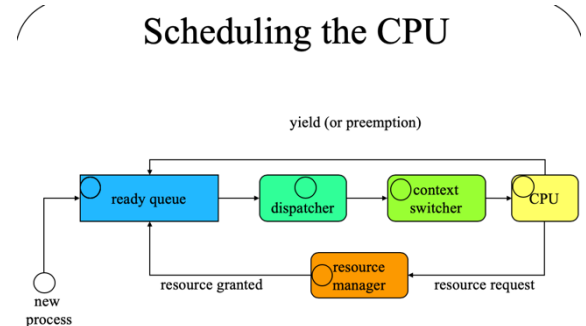 Scheduling the CPU
yield (or preemption)
ready queue
dispatcher
context
switcher
CPU
resource
manager
resource granted
resource request
new
process